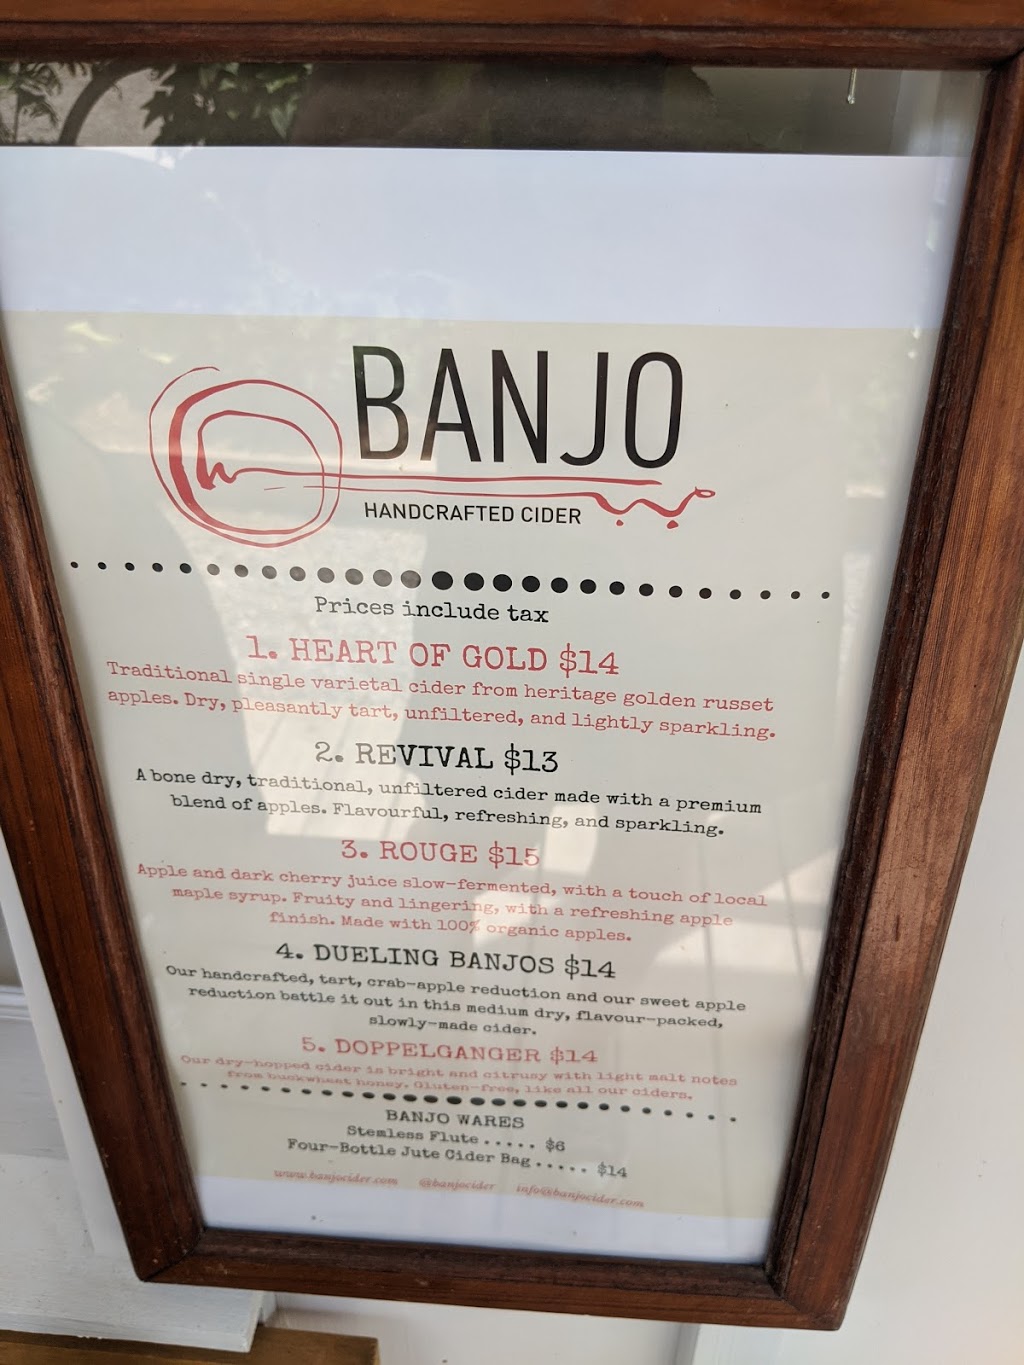 BANJO
HANDCRAFTED CIDER
Prices include tax
1. HEART OF GOLD $14
Traditional single varietal cider from heritage golden russet
apples. Dry, pleasantly tart, unfiltered, and lightly sparkling.
2. REVIVAL $13
A bone dry, traditional, unfiltered cider made with a premium
blend of apples. Flavourful, refreshing, and sparkling.
3. ROUGE $15
Apple and dark cherry juice slow-fermented, with a touch of local
maple syrup. Fruity and lingering, with a refreshing apple
finish. Made with 100% organic apples.
4. DUELING BANJOS $14
Our handcrafted, tart, crab-apple reduction and our sweet apple
reduction battle it out in this medium dry, flavour-packed,
slowly-made cider.
5. DOPPELGANGER $14
Our dry-hopped cider is bright and citrusy with light malt notes
from buckwheat honey. Gluten-free, like all our ciders.
BANJO WARES
Stemless Flute ..... $6
Four-Bottle Jute Cider Bag ..... $14
www.banjocider.com @banjocider info@banjocider.com